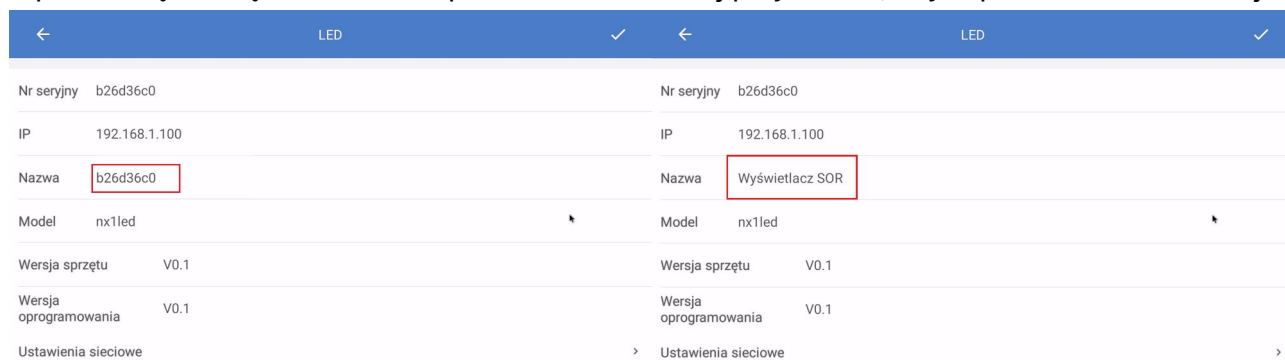 LED
Nr seryjny b26d36c0
IP 192.168.1.100
Nazwa b26d36c0
Model nx1led
Wersja sprzętu V0.1
Wersja oprogramowania V0.1
Ustawienia sieciowe
LED
Nr seryjny b26d36c0
IP 192.168.1.100
Nazwa Wyświetlacz SOR
Model nx1led
Wersja sprzętu V0.1
Wersja oprogramowania V0.1
Ustawienia sieciowe